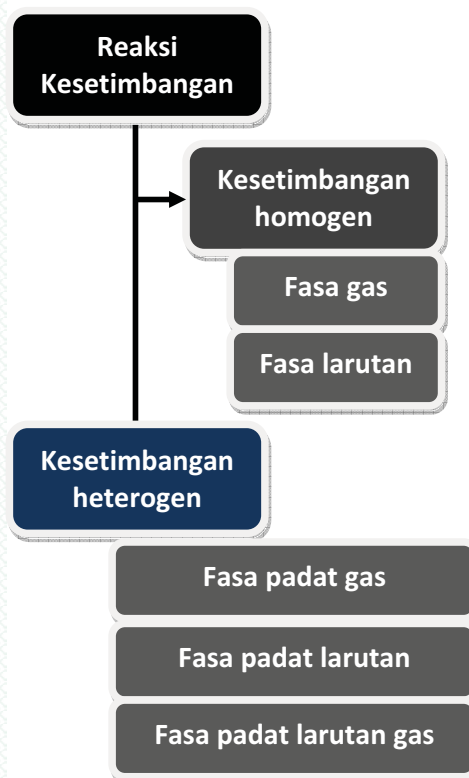 Reaksi
Kesetimbangan
Kesetimbangan
homogen
Fasa gas
Fasa larutan
Kesetimbangan
heterogen
Fasa padat gas
Fasa padat larutan
Fasa padat larutan gas